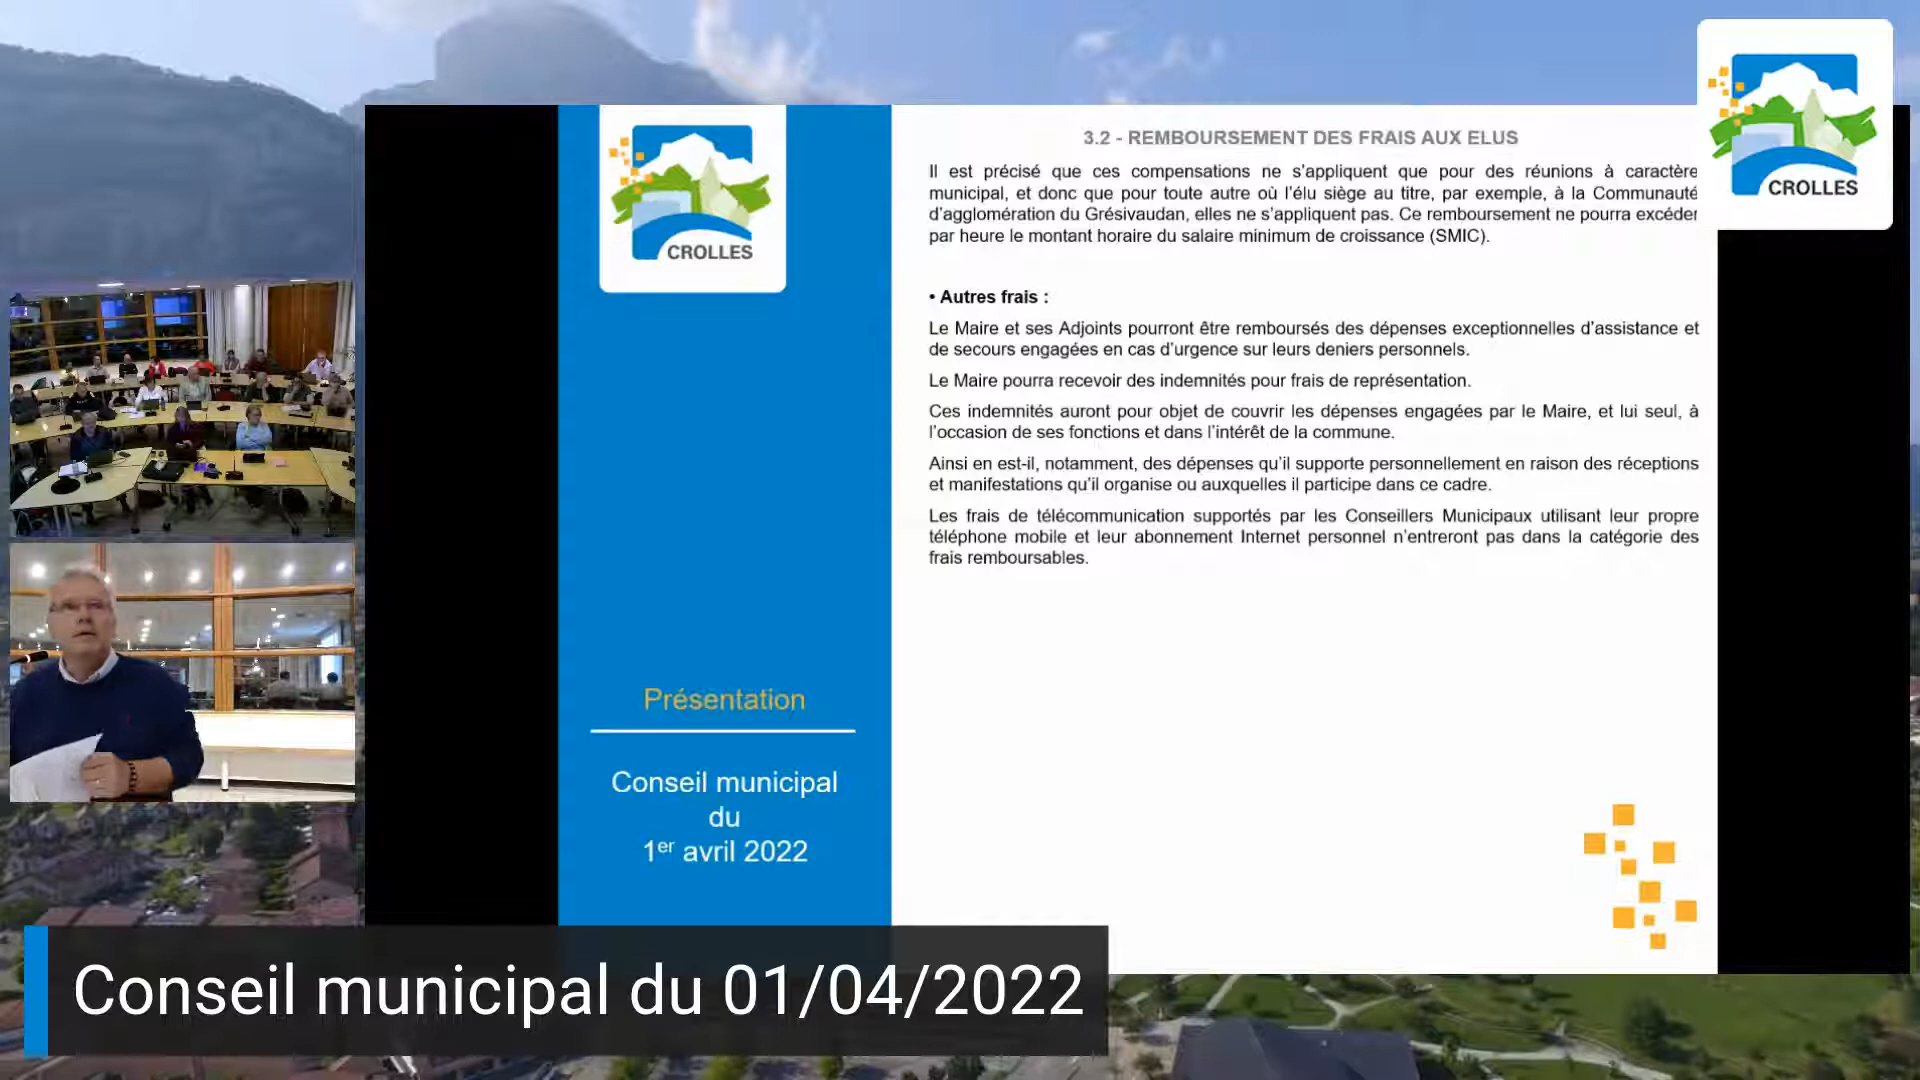 CROLLES
CROLLES
3.2 - REMBOURSEMENT DES FRAIS AUX ELUS
Il est précisé que ces compensations ne s’appliquent que pour des réunions à caractère
municipal, et donc que pour toute autre où l’élu siège au titre, par exemple, à la Communauté
d’agglomération du Grésivaudan, elles ne s’appliquent pas. Ce remboursement ne pourra excéder
par heure le montant horaire du salaire minimum de croissance (SMIC).
• Autres frais :
Le Maire et ses Adjoints pourront être remboursés des dépenses exceptionnelles d’assistance et
de secours engagées en cas d’urgence sur leurs deniers personnels.
Le Maire pourra recevoir des indemnités pour frais de représentation.
Ces indemnités auront pour objet de couvrir les dépenses engagées par le Maire, et lui seul, à
l’occasion de ses fonctions et dans l’intérêt de la commune.
Ainsi en est-il, notamment, des dépenses qu’il supporte personnellement en raison des réceptions
et manifestations qu’il organise ou auxquelles il participe dans ce cadre.
Les frais de télécommunication supportés par les Conseillers Municipaux utilisant leur propre
téléphone mobile et leur abonnement Internet personnel n’entreront pas dans la catégorie des
frais remboursables.
Présentation
Conseil municipal
du
1er avril 2022
Conseil municipal du 01/04/2022